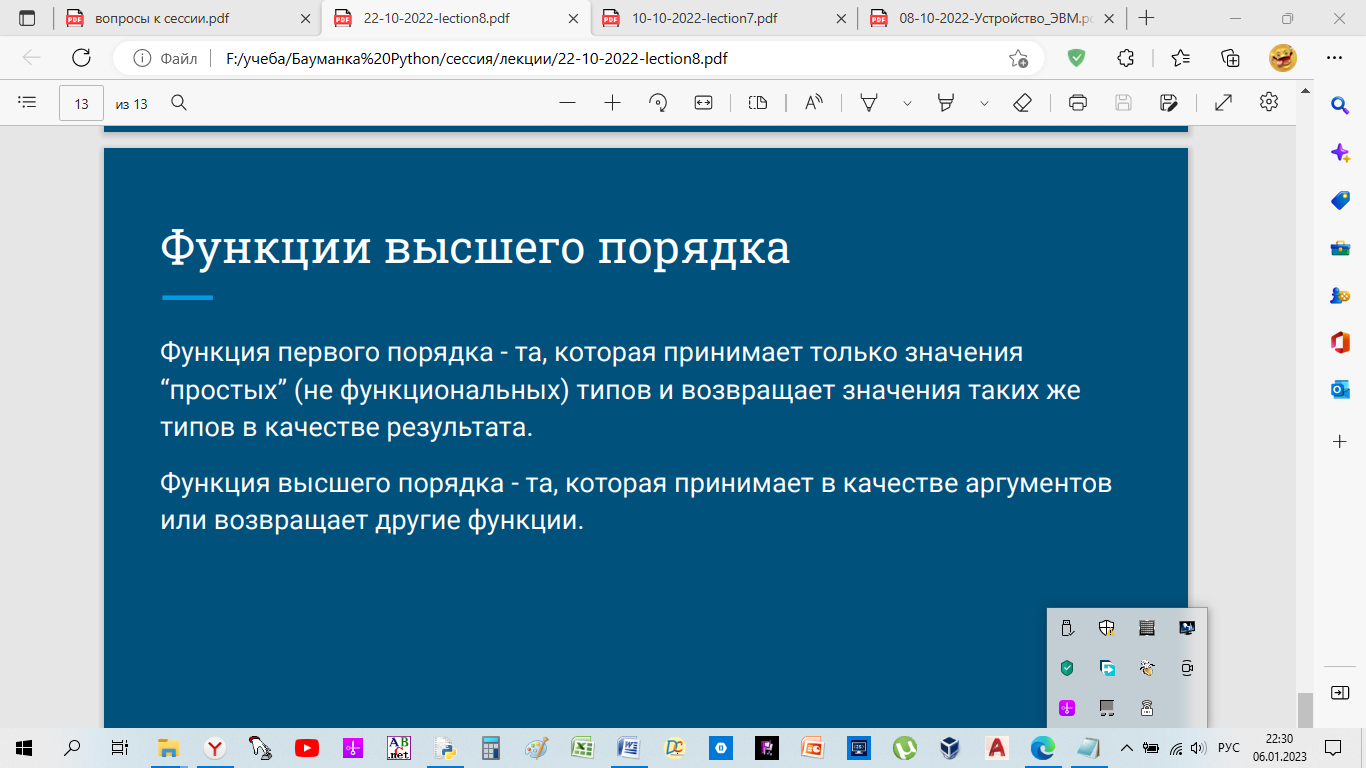 вопросы к сессии.pdf
22-10-2022-lection8.pdf
10-10-2022-lection7.pdf
08-10-2022-Устройство_ЭВМ.
Файл
F:/учеба/Бауманка%20Python/сессия/лекции/22-10-2022-lection8.pdf
13 из 13
Функции высшего порядка
Функция первого порядка - та, которая принимает только значения
“простых” (не функциональных) типов и возвращает значения таких же
типов в качестве результата.
Функция высшего порядка - та, которая принимает в качестве аргументов
или возвращает другие функции.
РУС
22:30
06.01.2023